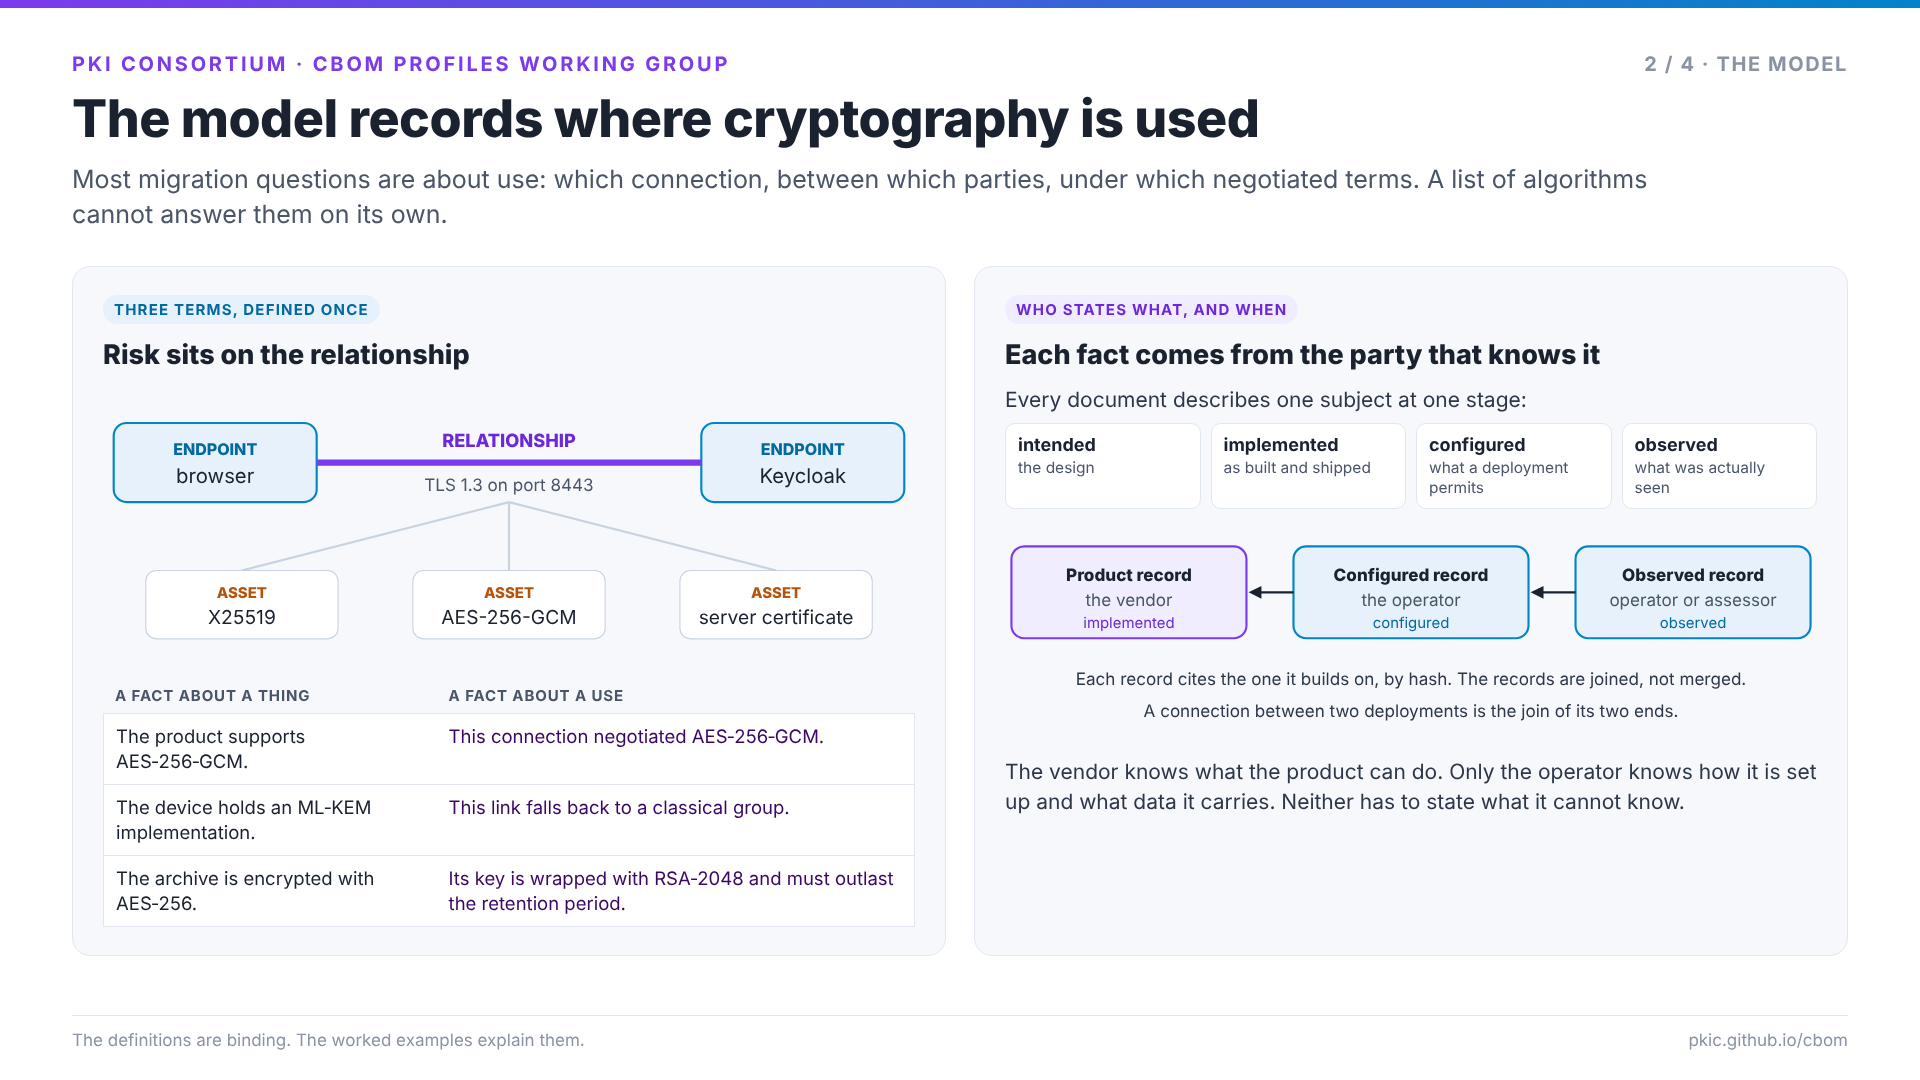 PKI CONSORTIUM · CBOM PROFILES WORKING GROUP
2 / 4 · THE MODEL
The model records where cryptography is used
Most migration questions are about use: which connection, between which parties, under which negotiated terms. A list of algorithms
cannot answer them on its own.
THREE TERMS, DEFINED ONCE
Risk sits on the relationship
ENDPOINT
browser
RELATIONSHIP
TLS 1.3 on port 8443
ENDPOINT
Keycloak
ASSET
X25519
ASSET
AES-256-GCM
ASSET
server certificate
A FACT ABOUT A THING
A FACT ABOUT A USE
The product supports
AES-256-GCM.
This connection negotiated AES-256-GCM.
The device holds an ML-KEM
implementation.
This link falls back to a classical group.
The archive is encrypted with
AES-256.
Its key is wrapped with RSA-2048 and must outlast
the retention period.
WHO STATES WHAT, AND WHEN
Each fact comes from the party that knows it
Every document describes one subject at one stage:
intended
the design
implemented
as built and shipped
configured
what a deployment
permits
observed
what was actually
seen
Product record
the vendor
implemented
Configured record
the operator
configured
Observed record
operator or assessor
observed
Each record cites the one it builds on, by hash. The records are joined, not merged.
A connection between two deployments is the join of its two ends.
The vendor knows what the product can do. Only the operator knows how it is set
up and what data it carries. Neither has to state what it cannot know.
The definitions are binding. The worked examples explain them.
pkic.github.io/cbom